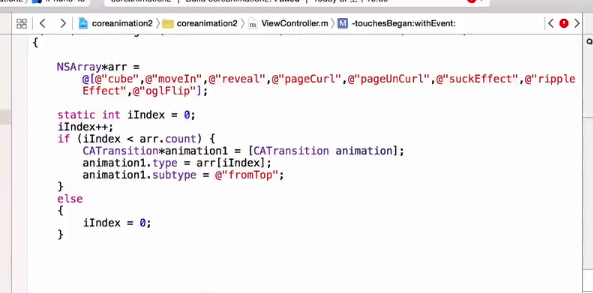 coreanimation2 coreanimation2 ViewController.m M -touchesBegan:withEvent:
{
NSArray*arr =
@[@"cube",@"moveIn",@"reveal",@"pageCurl",@"pageUnCurl",@"suckEffect",@"ripple
Effect",@"oglFlip"];
static int iIndex = 0;
iIndex++;
if (iIndex < arr.count) {
CATransition*animation1 = [CATransition animation];
animation1.type = arr[iIndex];
animation1.subtype = @"fromTop";
}
else
{
iIndex = 0;
}